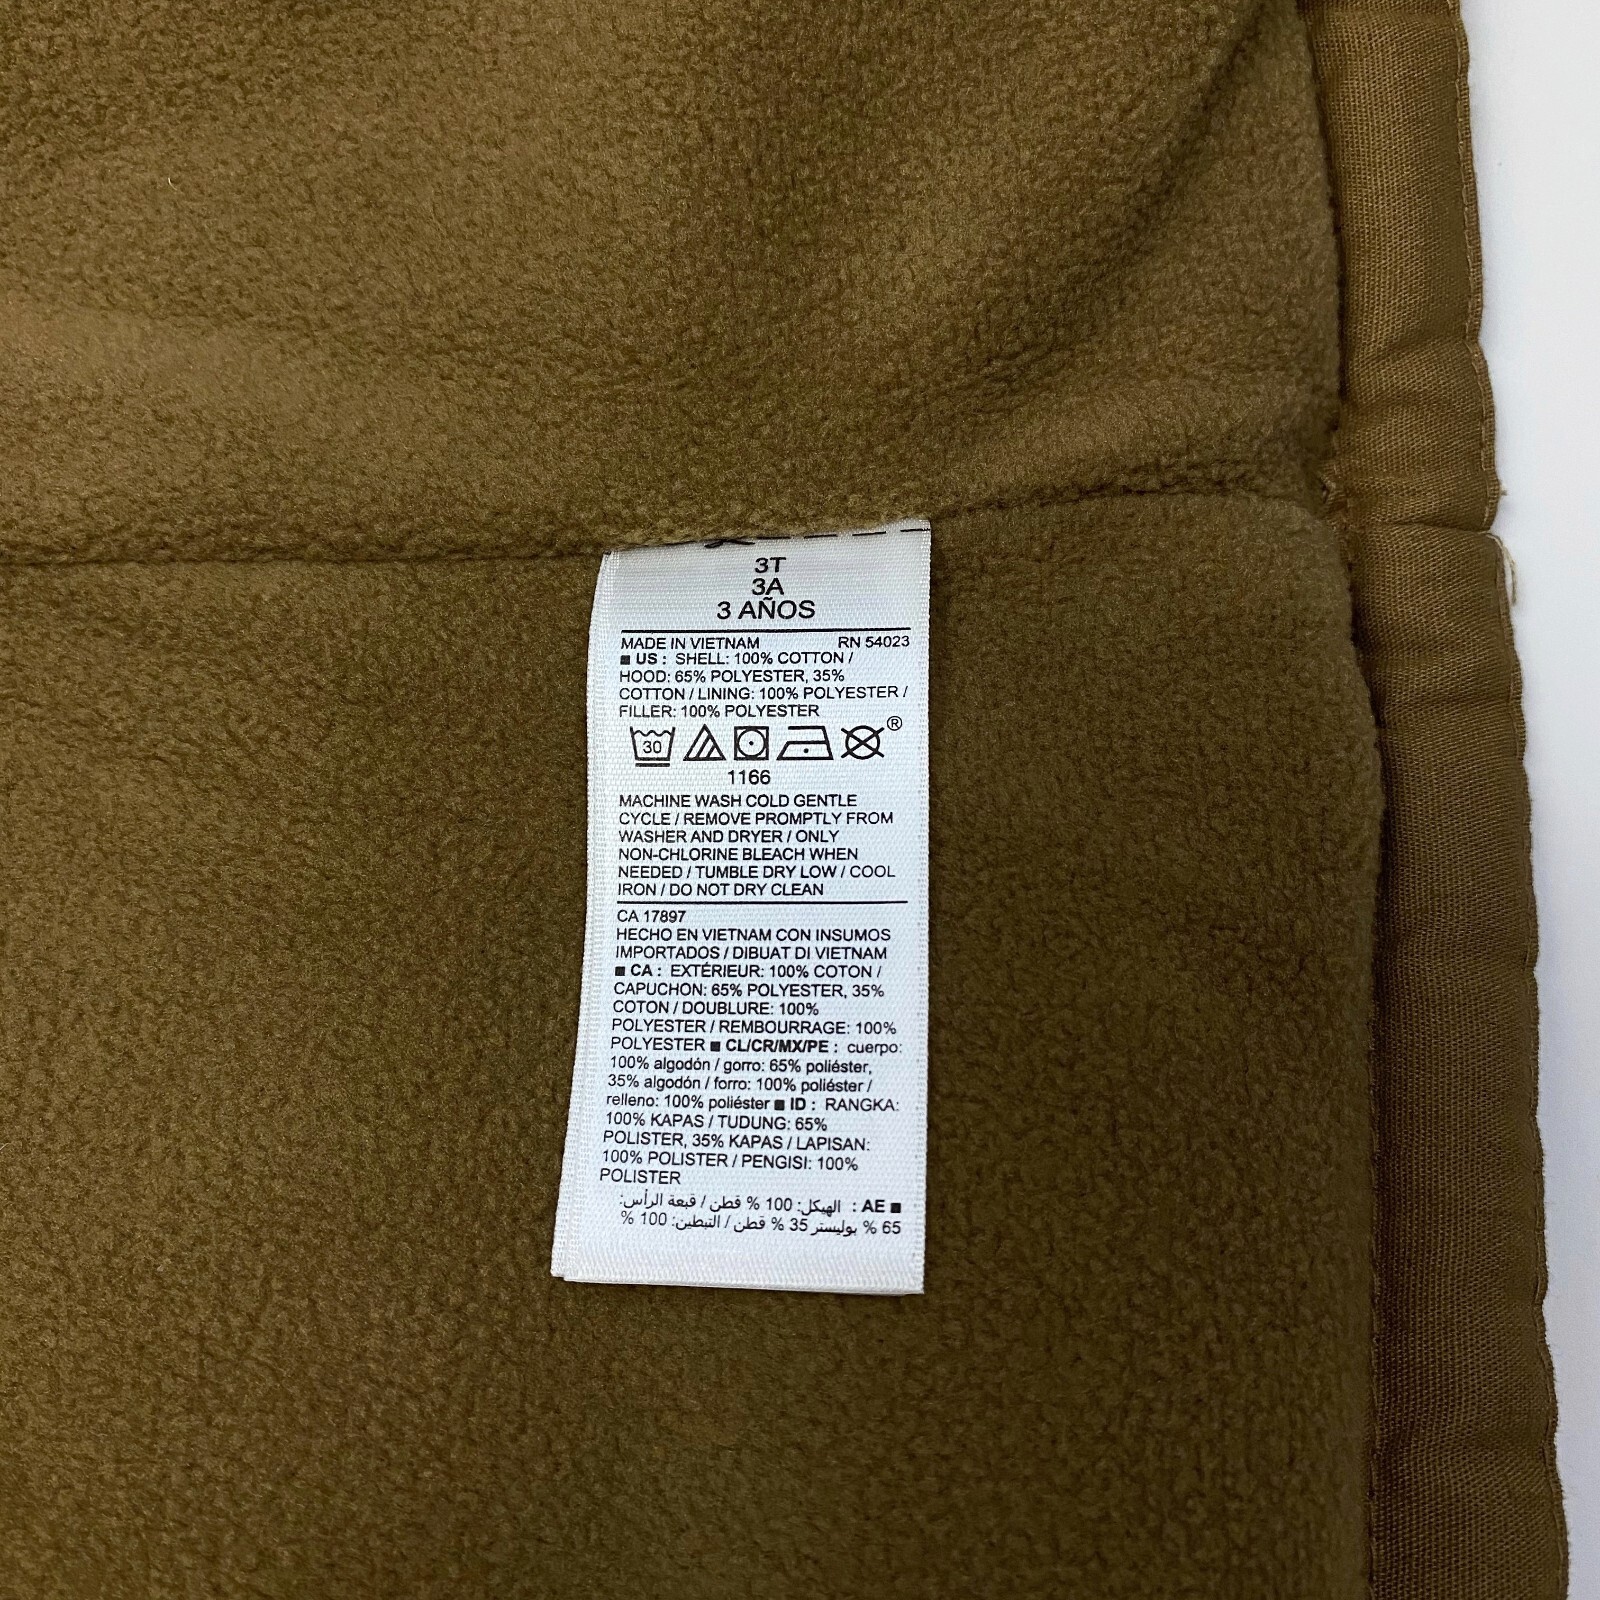 3T
3A
3 AÑOS
MADE IN VIETNAM RN 54023
■ US : SHELL: 100% COTTON /
HOOD: 65% POLYESTER, 35%
COTTON / LINING: 100% POLYESTER /
FILLER: 100% POLYESTER
30 ®
1166
MACHINE WASH COLD GENTLE
CYCLE / REMOVE PROMPTLY FROM
WASHER AND DRYER / ONLY
NON-CHLORINE BLEACH WHEN
NEEDED / TUMBLE DRY LOW / COOL
IRON / DO NOT DRY CLEAN
CA 17897
HECHO EN VIETNAM CON INSUMOS
IMPORTADOS / DIBUAT DI VIETNAM
■ CA : EXTÉRIEUR: 100% COTON /
CAPUCHON: 65% POLYESTER, 35%
COTON / DOUBLURE: 100%
POLYESTER / REMBOURRAGE: 100%
POLYESTER ■ CL/CR/MX/PE : cuerpo:
100% algodón / gorro: 65% poliéster,
35% algodón / forro: 100% poliéster /
relleno: 100% poliéster ■ ID : RANGKA:
100% KAPAS / TUDUNG: 65%
POLISTER, 35% KAPAS / LAPISAN:
100% POLISTER / PENGISI: 100%
POLISTER
■ AE : الهيكل: 100 % قطن / قبعة الرأس:
65 % بوليستر 35 % قطن / التبطين: 100 %